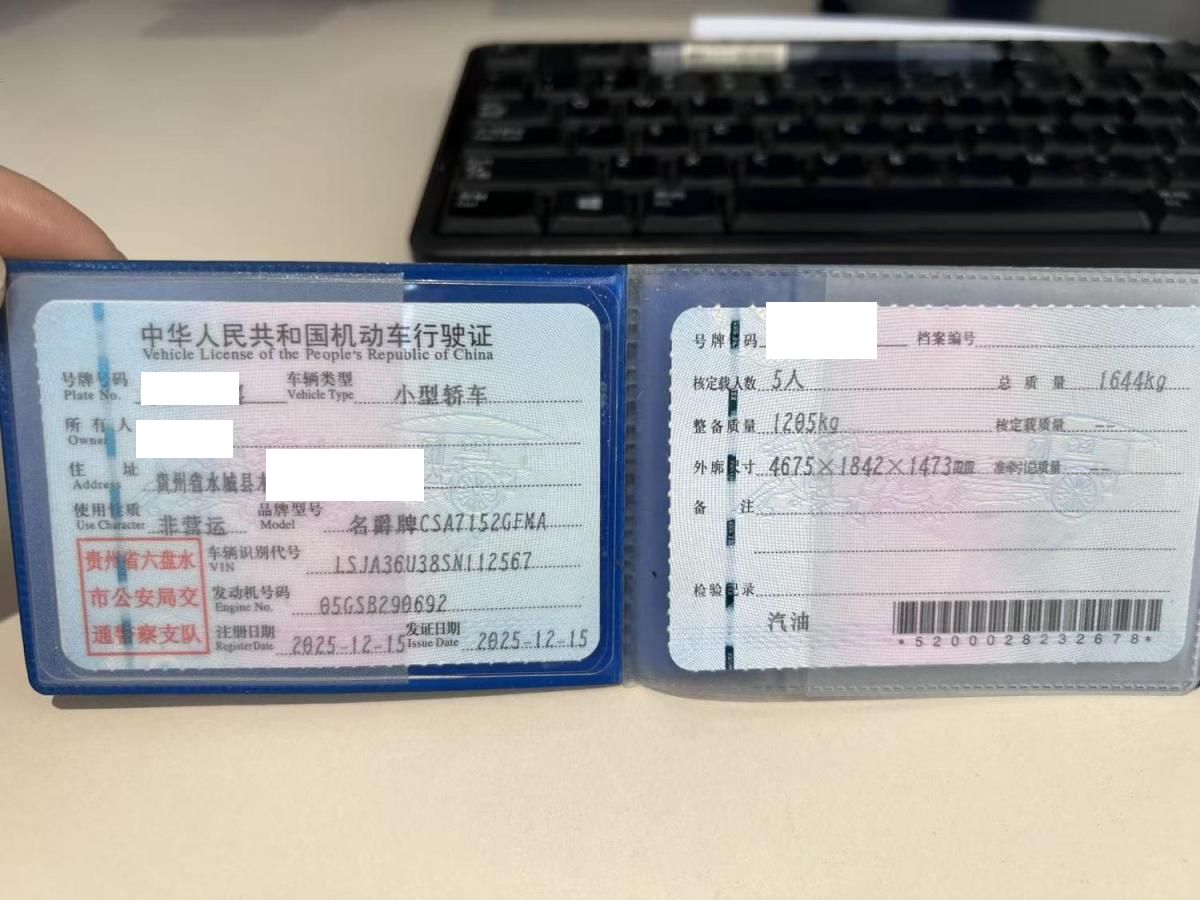 中华人民共和国机动车行驶证
Vehicle License of the People's Republic of China
号牌号码 车辆类型 小型轿车
Plate No. Vehicle Type
所有人
Owner
住址 贵州省水城县
Address
使用性质 非营运 品牌型号 名爵牌CSA7152GFMA
Use Character Model
贵州省六盘水
市公安局交
通警察支队
车辆识别代号 LSJA36U38SN112567
VIN
发动机号码 05GSB290692
Engine No.
注册日期 2025-12-15 发证日期 2025-12-15
Register Date Issue Date
号牌号码 档案编号
核定载人数 5人 总质量 1644kg
整备质量 1205kg 核定载质量 --
外廓尺寸 4675×1842×1473mm 准牵引总质量 --
备注
检验记录
汽油
*5200028232678*